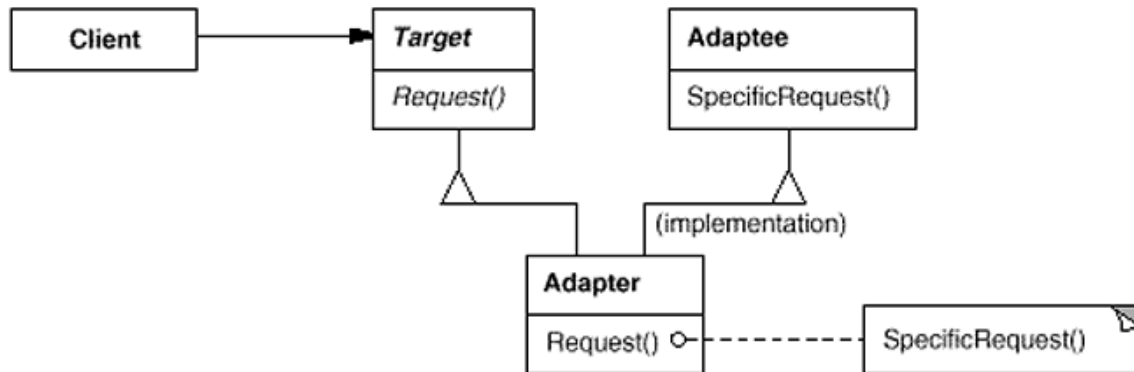 Client
Target
Request()
Adaptee
SpecificRequest()
(implementation)
Adapter
Request()
SpecificRequest()